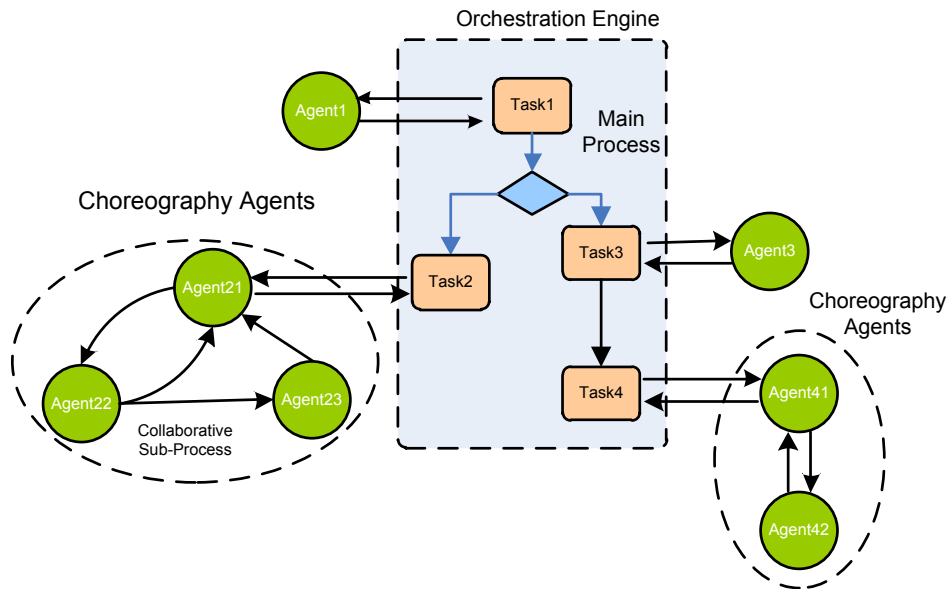 Orchestration Engine
Task1
Agent1
Main
Process
Choreography Agents
Task3
Agent3
Task2
Agent21
Choreography
Agents
Task4
Agent41
Agent22
Agent23
Collaborative
Sub-Process
Agent42